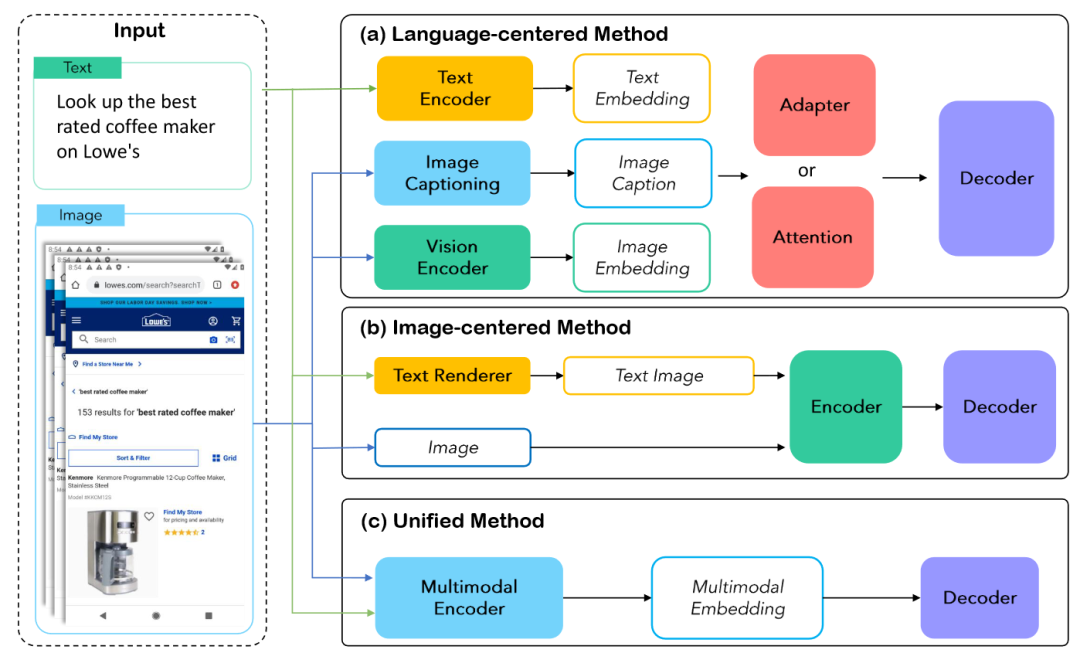 Input
Text
Look up the best
rated coffee maker
on Lowe's
Image
8:54
8:54
8:54
lowes.com/search?searchT
SHOP OUR LABOR DAY SAVINGS. SHOP NOW >
LOWE'S
Search
Find a Store Near Me >
< 'best rated coffee maker'
153 results for 'best rated coffee maker'
Find My Store
Sort & Filter
Grid
Kenmore Kenmore Programmable 12-Cup Coffee Maker,
Stainless Steel
Find My Store
for pricing and availability
2
(a) Language-centered Method
Text
Encoder
Text
Embedding
Image
Captioning
Image
Caption
Vision
Encoder
Image
Embedding
Adapter
or
Attention
Decoder
(b) Image-centered Method
Text Renderer
Text Image
Image
Encoder
Decoder
(c) Unified Method
Multimodal
Encoder
Multimodal
Embedding
Decoder